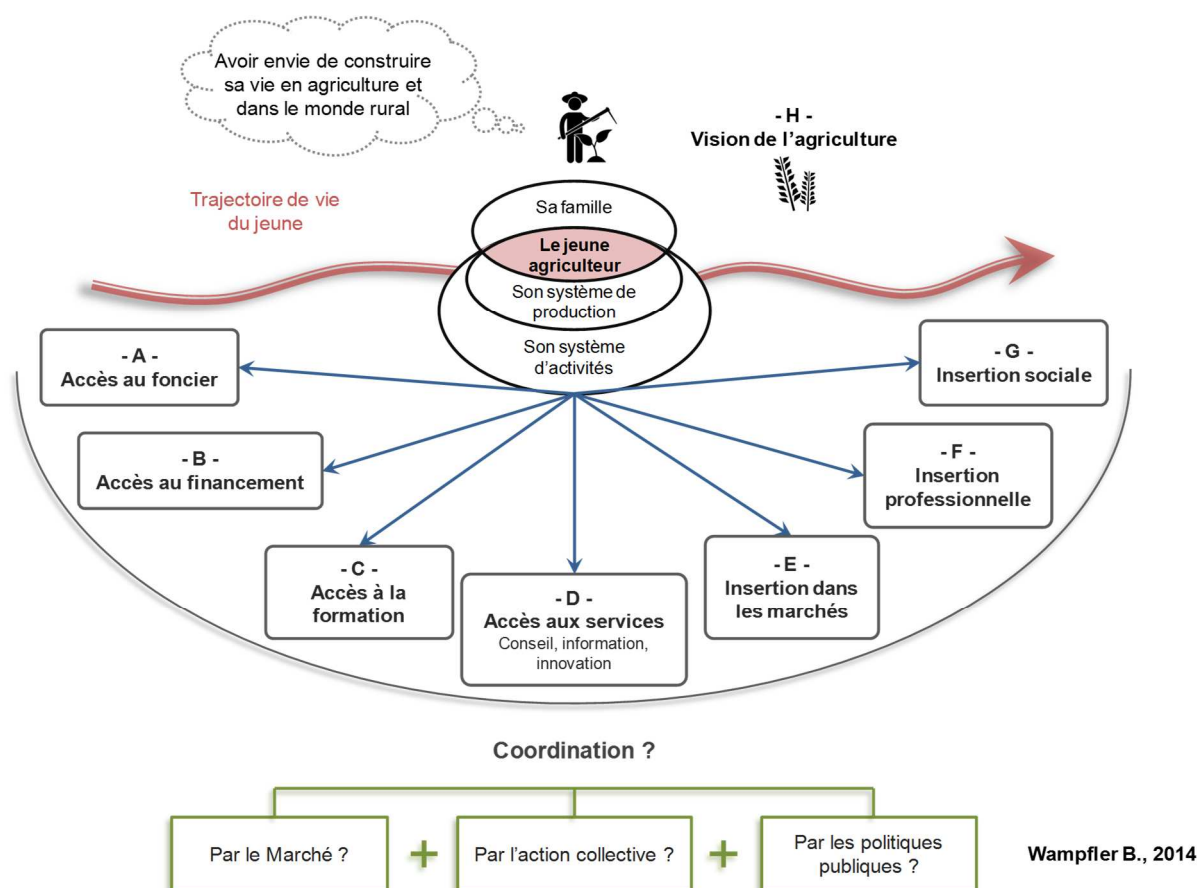 Avoir envie de construire
sa vie en agriculture et
dans le monde rural
- H -
Vision de l'agriculture
Trajectoire de vie
du jeune
Sa famille
Le jeune
agriculteur
Son système de
production
Son système
d'activités
- A -
Accès au foncier
- G -
Insertion sociale
- B -
Accès au financement
- F -
Insertion
professionnelle
- C -
Accès à la
formation
- D -
Accès aux services
Conseil, information,
innovation
- E -
Insertion dans
les marchés
Coordination ?
Par le Marché ?
+
Par l'action collective ?
+
Par les politiques
publiques ?
Wampfler B., 2014